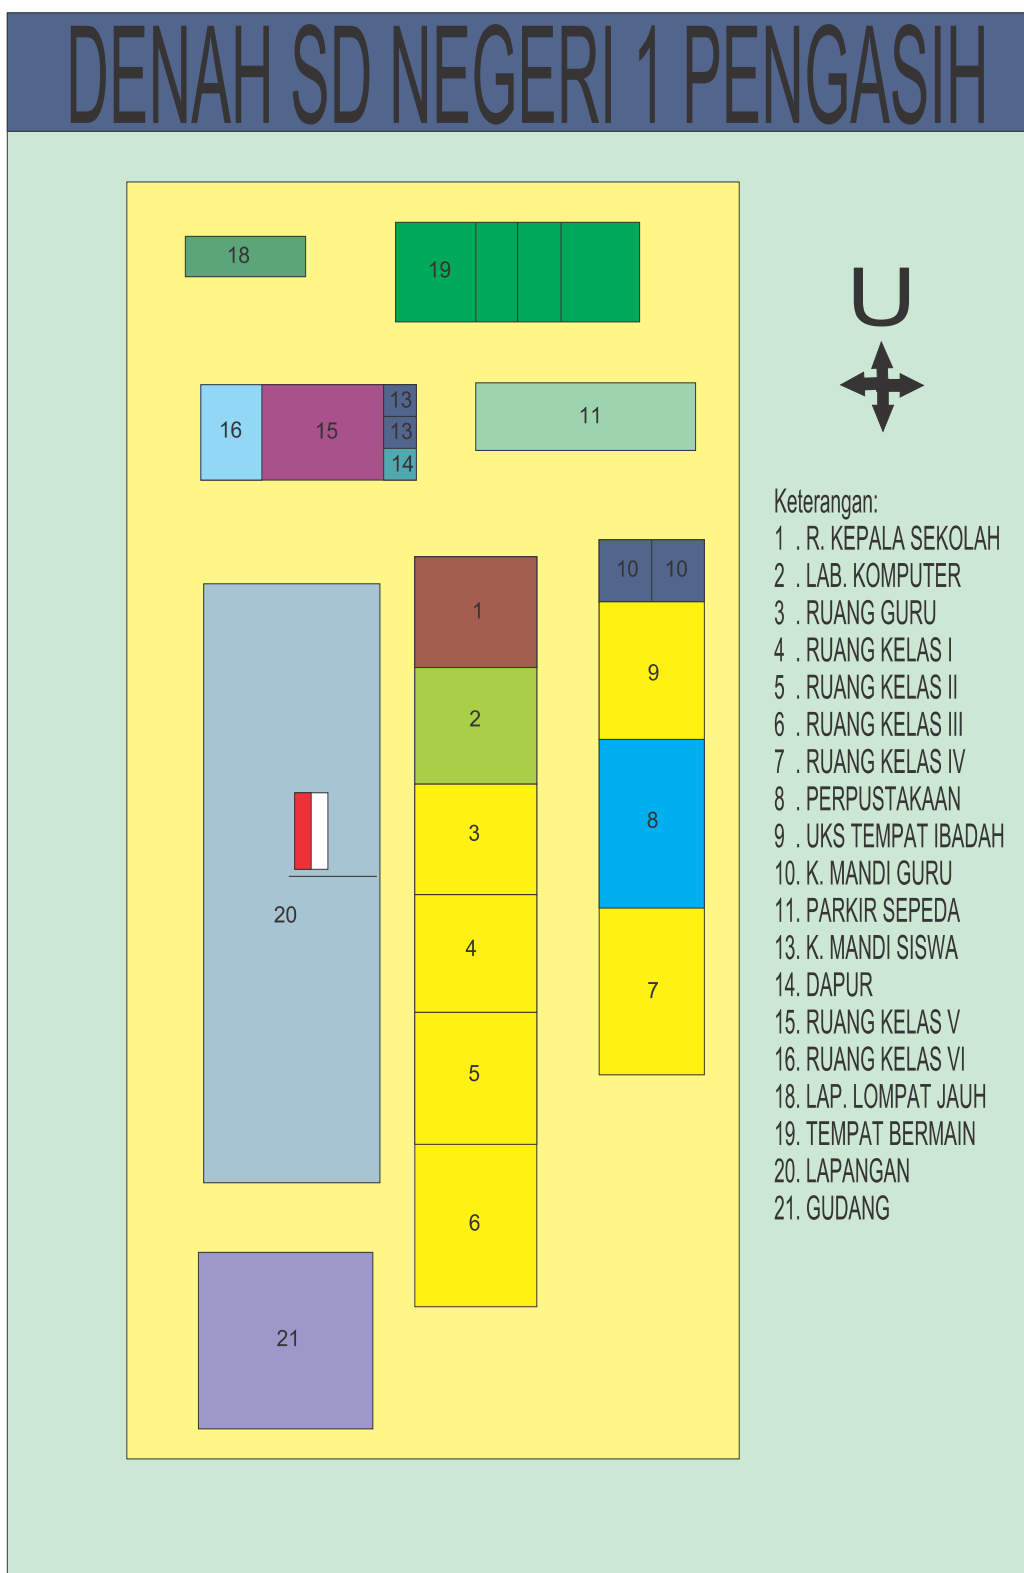 DENAH SD NEGERI 1 PENGASIH
18
19
U
16
15
13
13
14
11
10
10
1
9
2
8
3
20
4
7
5
6
21
Keterangan:
1 . R. KEPALA SEKOLAH
2 . LAB. KOMPUTER
3 . RUANG GURU
4 . RUANG KELAS I
5 . RUANG KELAS II
6 . RUANG KELAS III
7 . RUANG KELAS IV
8 . PERPUSTAKAAN
9 . UKS TEMPAT IBADAH
10. K. MANDI GURU
11. PARKIR SEPEDA
13. K. MANDI SISWA
14. DAPUR
15. RUANG KELAS V
16. RUANG KELAS VI
18. LAP. LOMPAT JAUH
19. TEMPAT BERMAIN
20. LAPANGAN
21. GUDANG